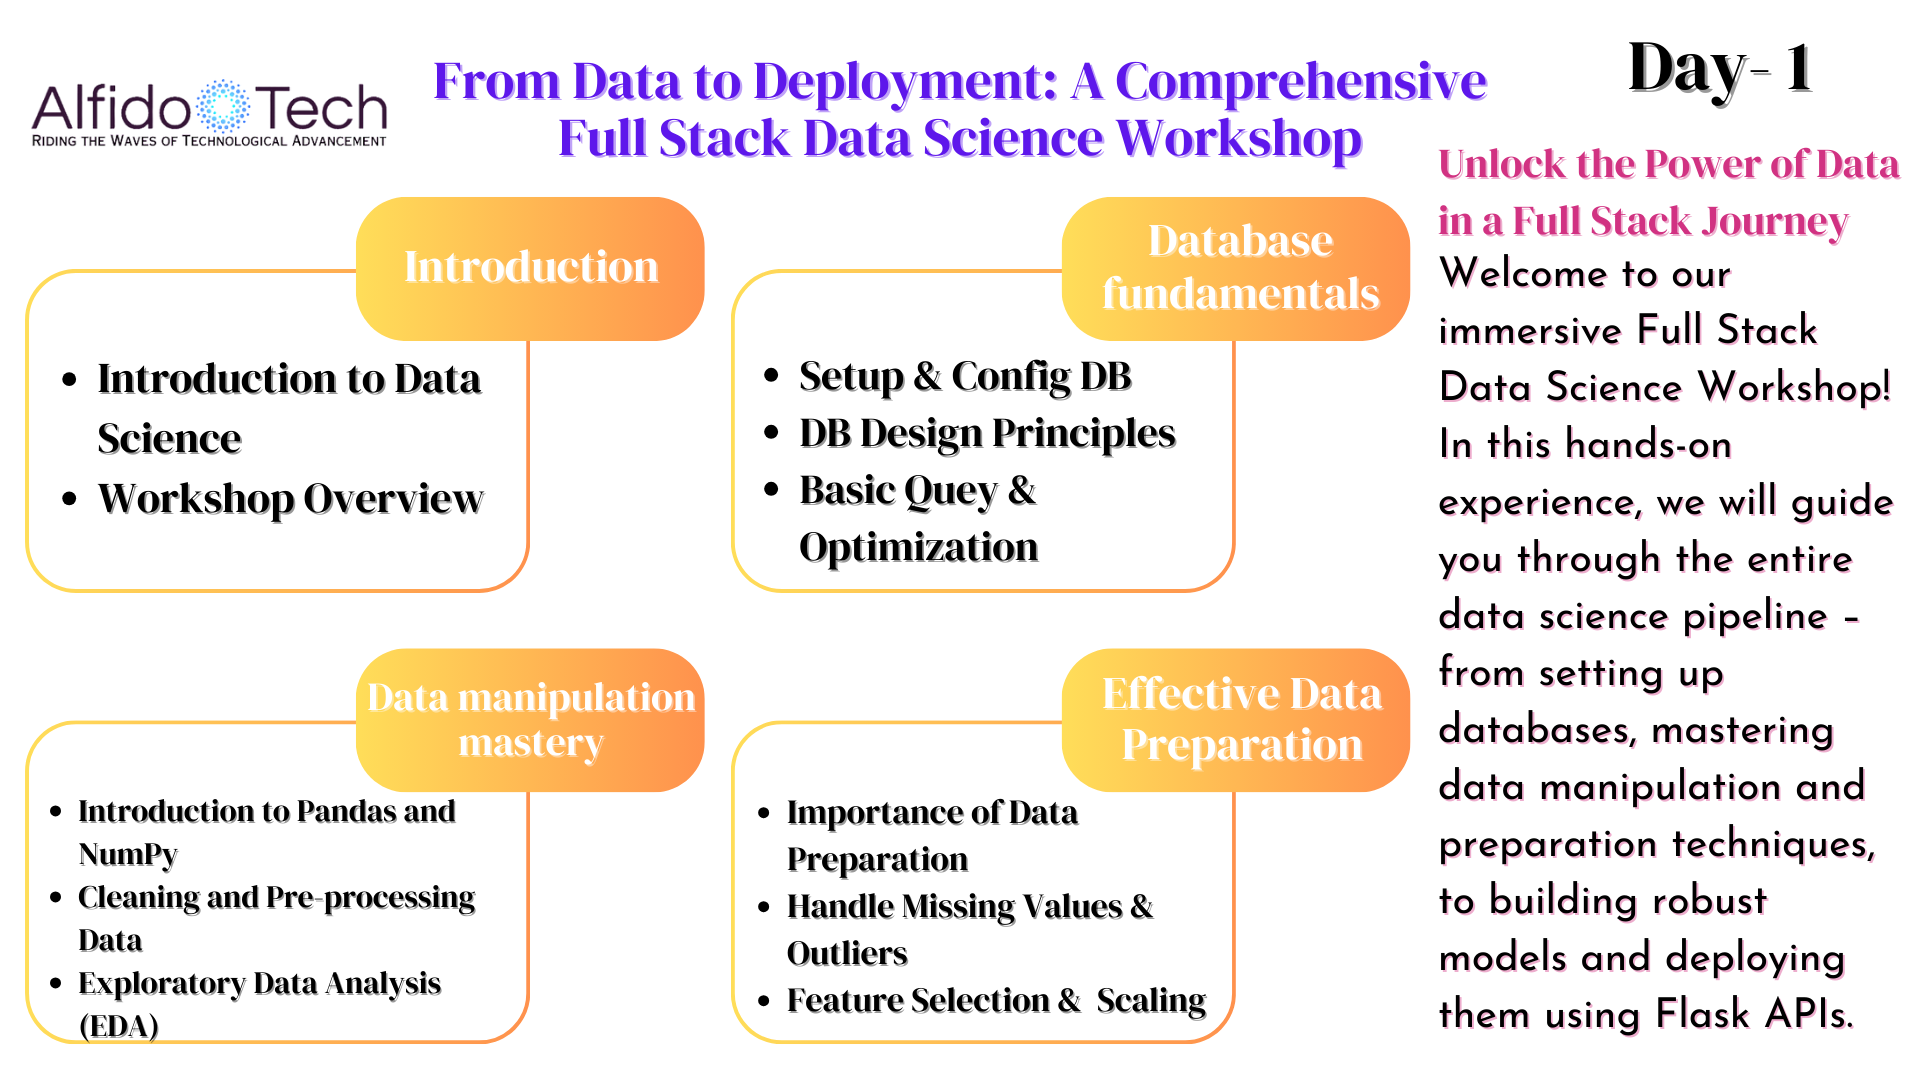 Alfido Tech
RIDING THE WAVES OF TECHNOLOGICAL ADVANCEMENT
From Data to Deployment: A Comprehensive
Full Stack Data Science Workshop
Day- 1
Introduction
• Introduction to Data
Science
• Workshop Overview
Database
fundamentals
• Setup & Config DB
• DB Design Principles
• Basic Quey &
Optimization
Data manipulation
mastery
• Introduction to Pandas and
NumPy
• Cleaning and Pre-processing
Data
• Exploratory Data Analysis
(EDA)
Effective Data
Preparation
• Importance of Data
Preparation
• Handle Missing Values &
Outliers
• Feature Selection & Scaling
Unlock the Power of Data
in a Full Stack Journey
Welcome to our
immersive Full Stack
Data Science Workshop!
In this hands-on
experience, we will guide
you through the entire
data science pipeline –
from setting up
databases, mastering
data manipulation and
preparation techniques,
to building robust
models and deploying
them using Flask APIs.